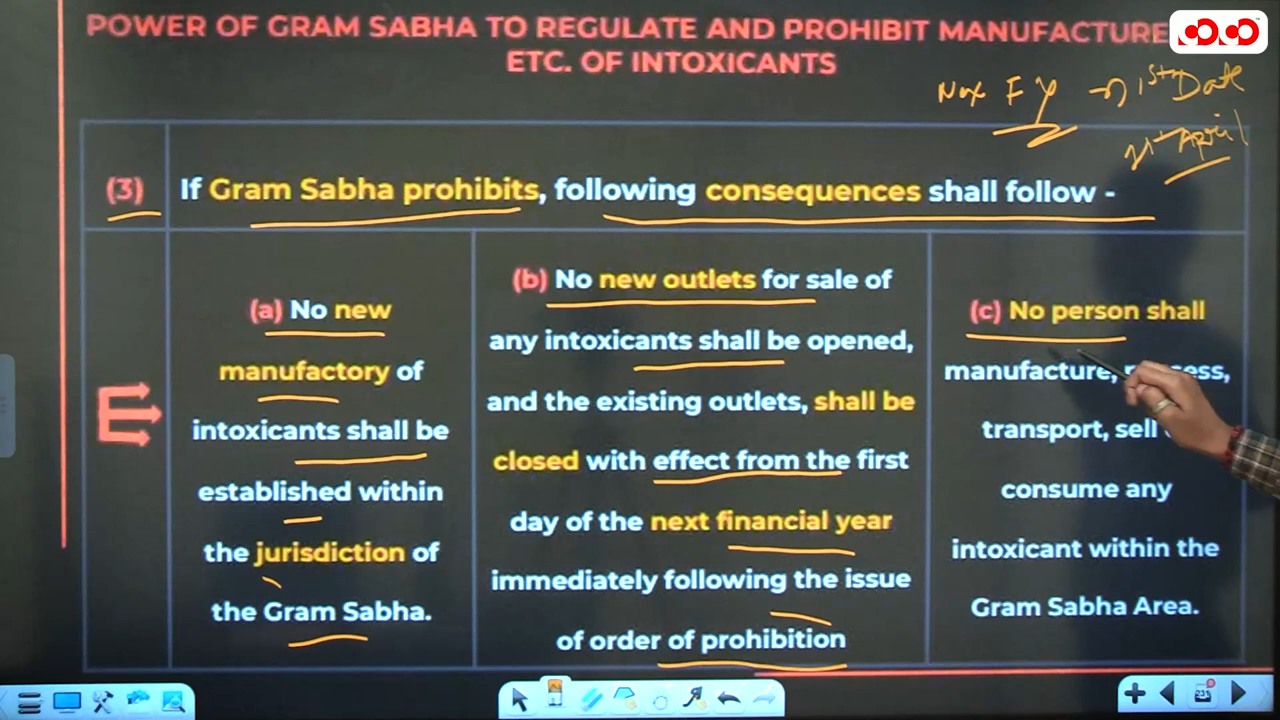 POWER OF GRAM SABHA TO REGULATE AND PROHIBIT MANUFACTURE
ETC. OF INTOXICANTS
Nex F Y → 1st Date
1st April
(3) If Gram Sabha prohibits, following consequences shall follow -
(a) No new
manufactory of
intoxicants shall be
established within
the jurisdiction of
the Gram Sabha.
(b) No new outlets for sale of
any intoxicants shall be opened,
and the existing outlets, shall be
closed with effect from the first
day of the next financial year
immediately following the issue
of order of prohibition
(c) No person shall
manufacture,
transport, sell
consume any
intoxicant within the
Gram Sabha Area.